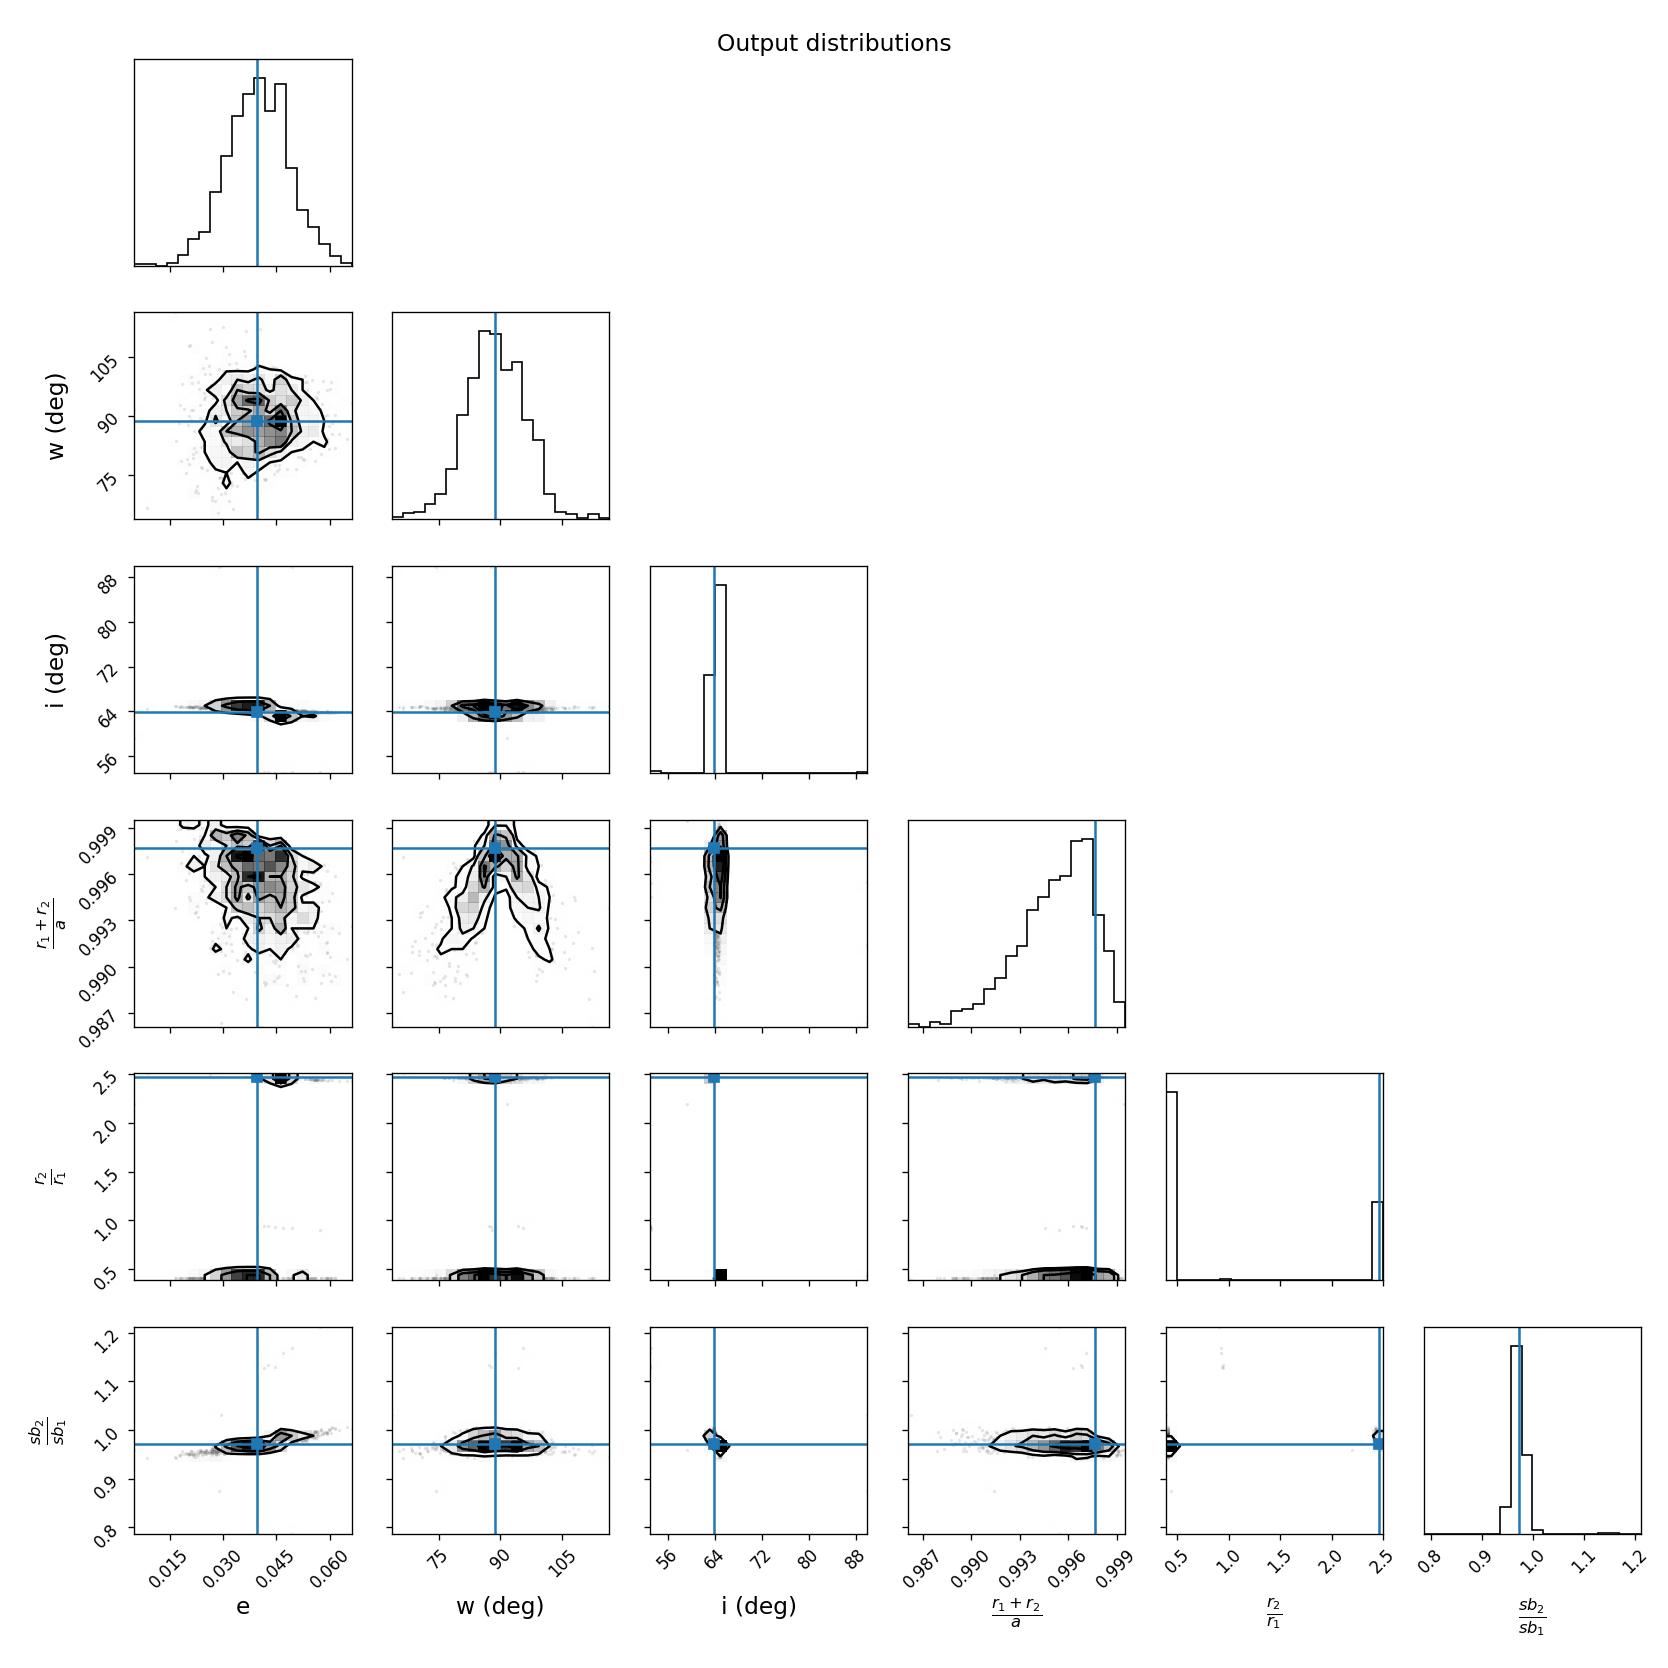 Output distributions
w (deg)
105
90
75
i (deg)
88
80
72
64
56
r₁ + r₂
a
0.999
0.996
0.993
0.990
0.987
r₂
r₁
2.5
2.0
1.5
1.0
0.5
sb₂
sb₁
1.2
1.1
1.0
0.9
0.8
0.015 0.030 0.045 0.060 75 90 105 56 64 72 80 88 0.987 0.990 0.993 0.996 0.999 0.5 1.0 1.5 2.0 2.5 0.8 0.9 1.0 1.1 1.2
e w (deg) i (deg) r₁ + r₂ r₂ sb₂
a r₁ sb₁